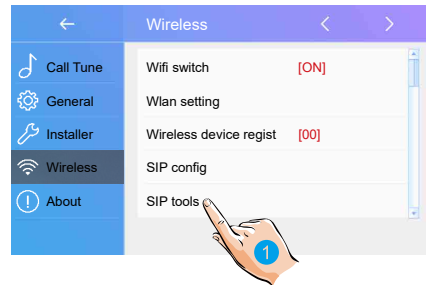 Wireless
Call Tune
General
Installer
Wireless
About
Wifi switch [ON]
Wlan setting
Wireless device regist [00]
SIP config
SIP tools
1